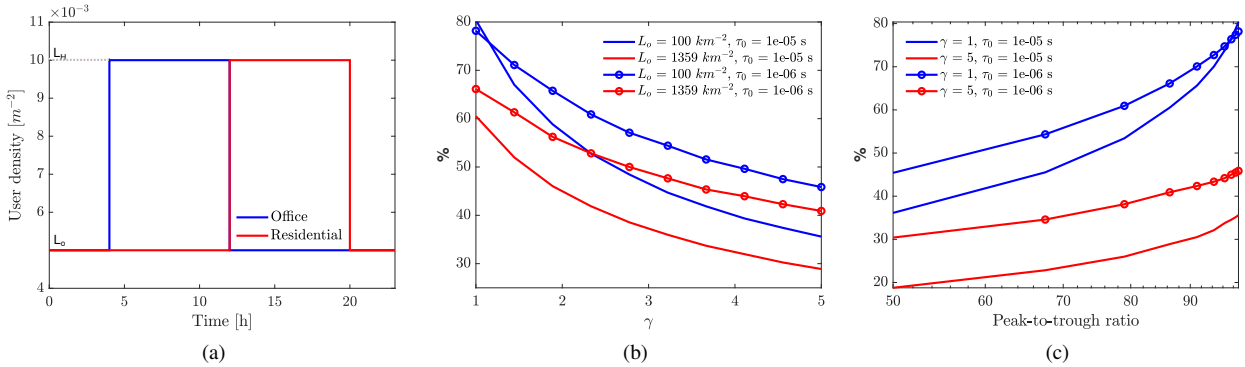 ×10⁻³
11
L_H
10
9
8
7
6
L_o
5
4
User density [m⁻²]
Office
Residential
0 5 10 15 20
Time [h]
(a)
80
70
60
50
40
30
%
L_o = 100 km⁻², τ₀ = 1e-05 s
L_o = 1359 km⁻², τ₀ = 1e-05 s
L_o = 100 km⁻², τ₀ = 1e-06 s
L_o = 1359 km⁻², τ₀ = 1e-06 s
1 2 3 4 5
γ
(b)
80
70
60
50
40
30
20
%
γ = 1, τ₀ = 1e-05 s
γ = 5, τ₀ = 1e-05 s
γ = 1, τ₀ = 1e-06 s
γ = 5, τ₀ = 1e-06 s
50 60 70 80 90
Peak-to-trough ratio
(c)